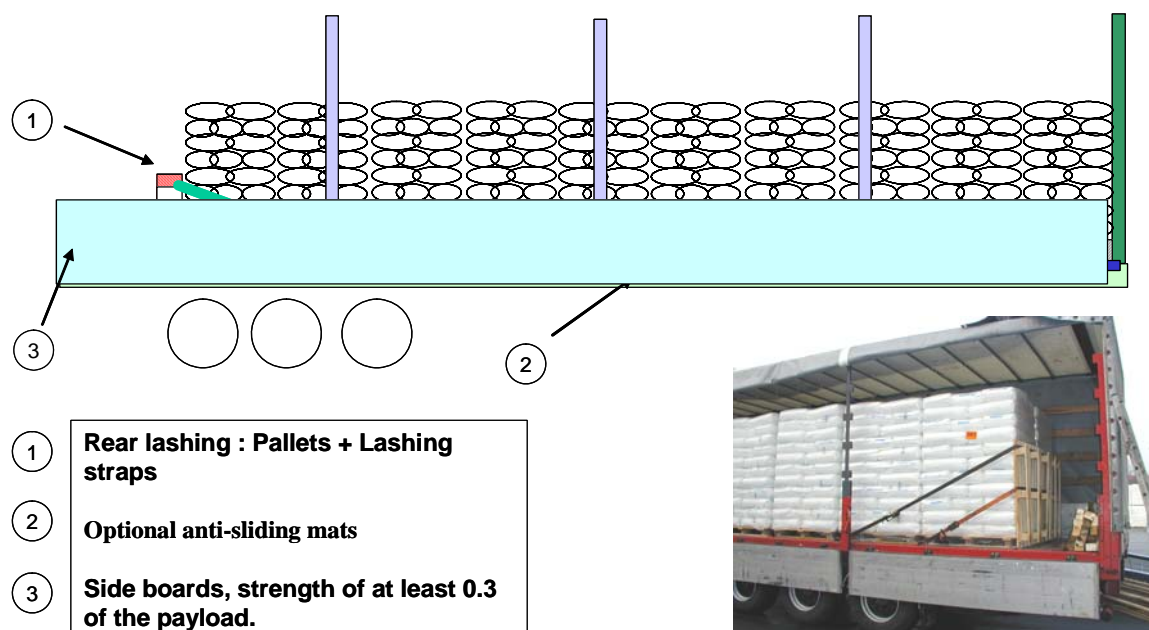 1
3
2
1
Rear lashing : Pallets + Lashing
straps
2
Optional anti-sliding mats
3
Side boards, strength of at least 0.3
of the payload.